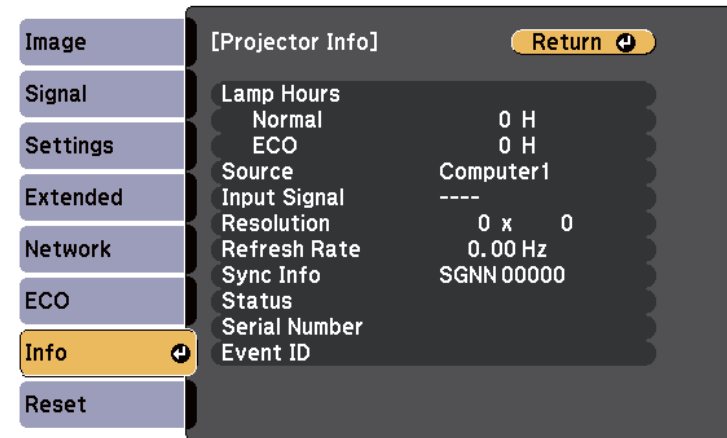 Image
Signal
Settings
Extended
Network
ECO
Info
Reset
[Projector Info]
Return
Lamp Hours
Normal 0 H
ECO 0 H
Source Computer1
Input Signal ----
Resolution 0 x 0
Refresh Rate 0.00 Hz
Sync Info SGNN 00000
Status
Serial Number
Event ID